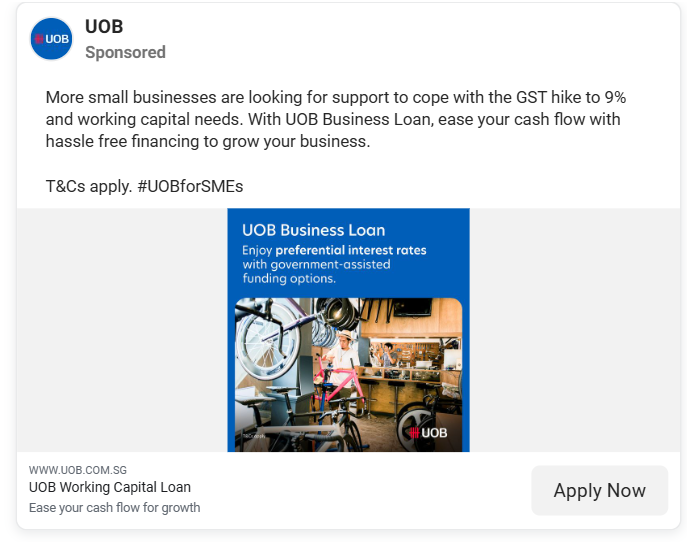 UOB
UOB
Sponsored
More small businesses are looking for support to cope with the GST hike to 9%
and working capital needs. With UOB Business Loan, ease your cash flow with
hassle free financing to grow your business.
T&Cs apply. #UOBforSMEs
UOB Business Loan
Enjoy preferential interest rates
with government-assisted
funding options.
UOB
WWW.UOB.COM.SG
UOB Working Capital Loan
Ease your cash flow for growth
Apply Now